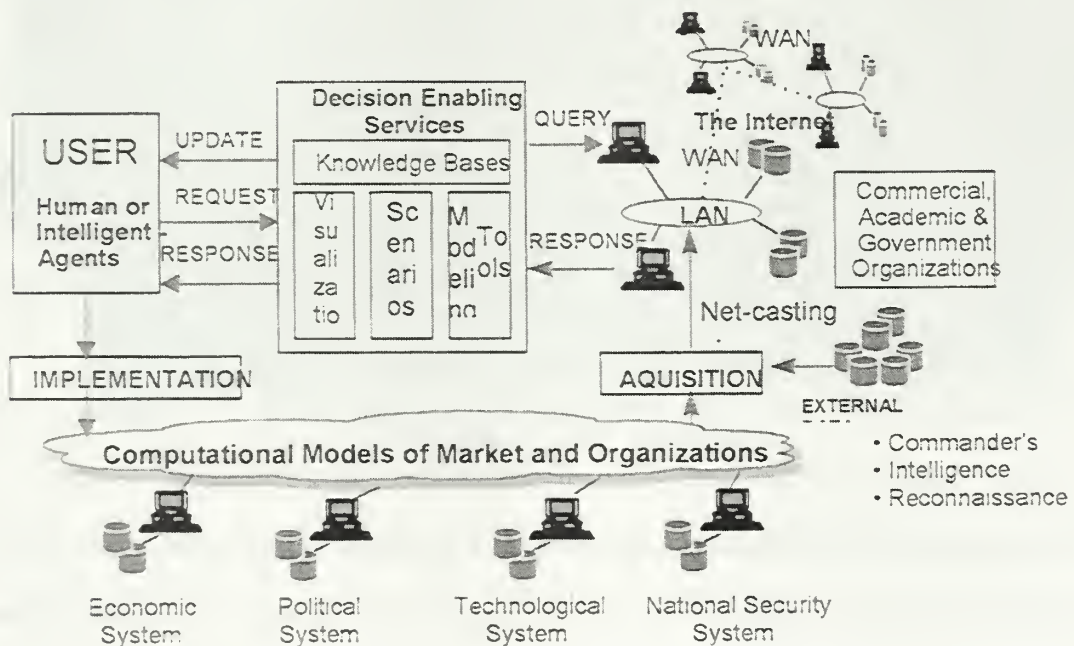 WAN
Decision Enabling
Services
QUERY
The Internet
USER
UPDATE
Knowledge Bases
WAN
REQUEST
Human or
Intelligent
Agents
RESPONSE
Vi
su
ali
za
tio
Sc
en
ari
os
M
od
eli
ng
To
ols
RESPONSE
LAN
Commercial,
Academic &
Government
Organizations
Net-casting
IMPLEMENTATION
AQUISITION
EXTERNAL
Computational Models of Market and Organizations
• Commander's
• Intelligence
• Reconnaissance
Economic
System
Political
System
Technological
System
National Security
System